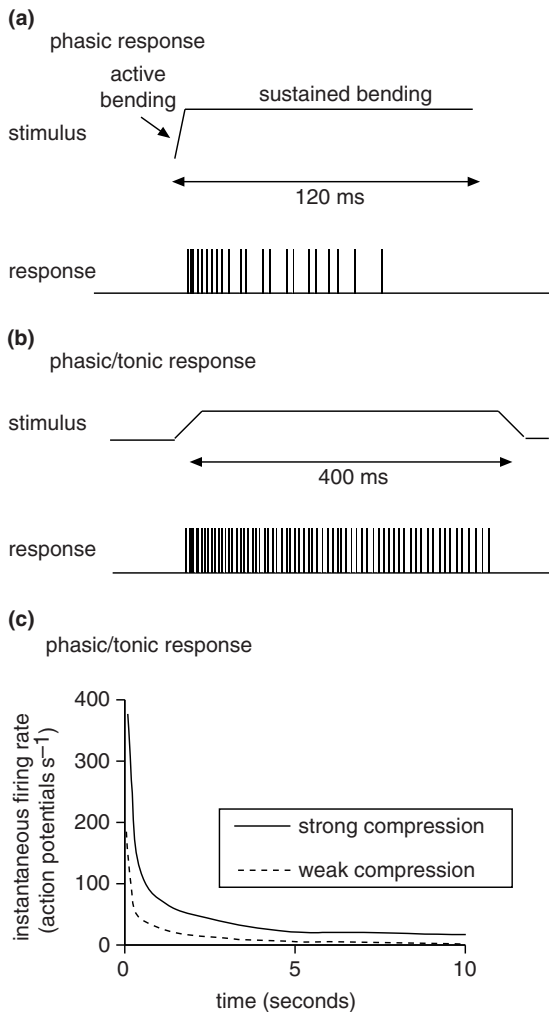 (a)
phasic response
active
bending
sustained bending
stimulus
120 ms
response
(b)
phasic/tonic response
stimulus
400 ms
response
(c)
phasic/tonic response
instantaneous firing rate
(action potentials s⁻¹)
400
300
200
100
0
strong compression
weak compression
0
5
10
time (seconds)